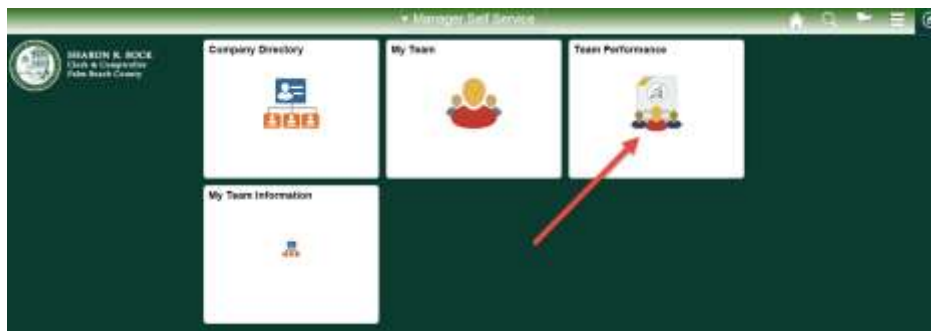 Manager Self Service
SHARON R. BOCK
Clerk & Comptroller
Palm Beach County
Company Directory
My Team
Team Performance
My Team Information